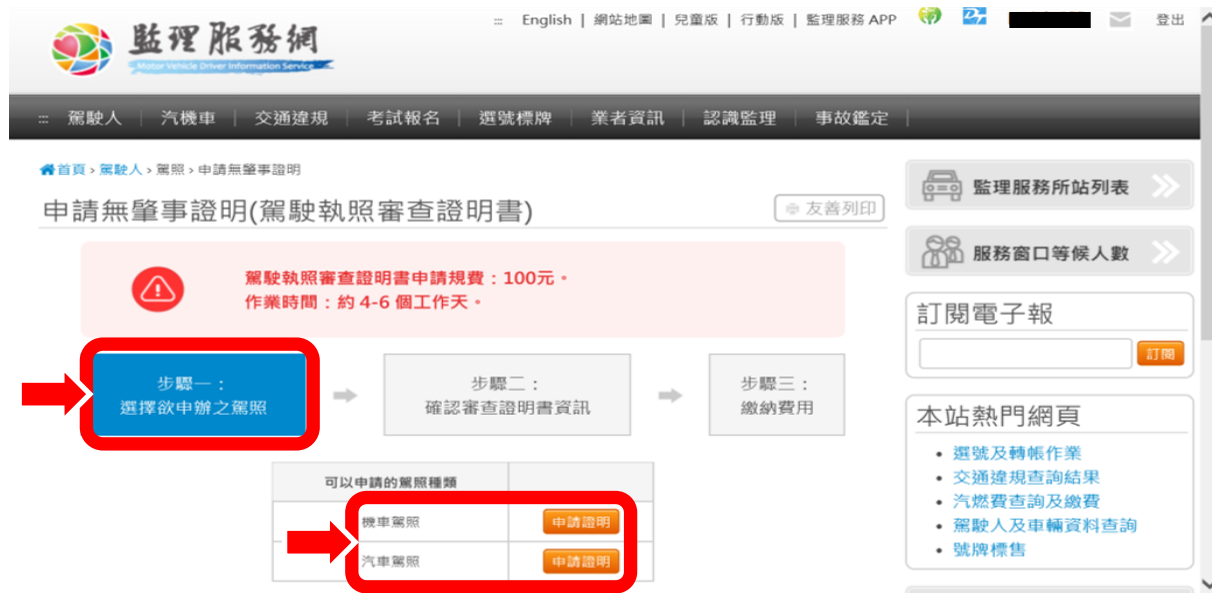 ::: English | 網站地圖 | 兒童版 | 行動版 | 監理服務 APP
登出
監理服務網
Motor Vehicle Driver Information Service
::: 駕駛人 | 汽機車 | 交通違規 | 考試報名 | 選號標牌 | 業者資訊 | 認識監理 | 事故鑑定 |
首頁 › 駕駛人 › 駕照 › 申請無肇事證明
申請無肇事證明(駕駛執照審查證明書)
友善列印
駕駛執照審查證明書申請規費：100元。
作業時間：約 4-6 個工作天。
步驟一：
選擇欲申辦之駕照
步驟二：
確認審查證明書資訊
步驟三：
繳納費用
可以申請的駕照種類
機車駕照 申請證明
汽車駕照 申請證明
監理服務所站列表
服務窗口等候人數
訂閱電子報
訂閱
本站熱門網頁
• 選號及轉帳作業
• 交通違規查詢結果
• 汽燃費查詢及繳費
• 駕駛人及車輛資料查詢
• 號牌標售